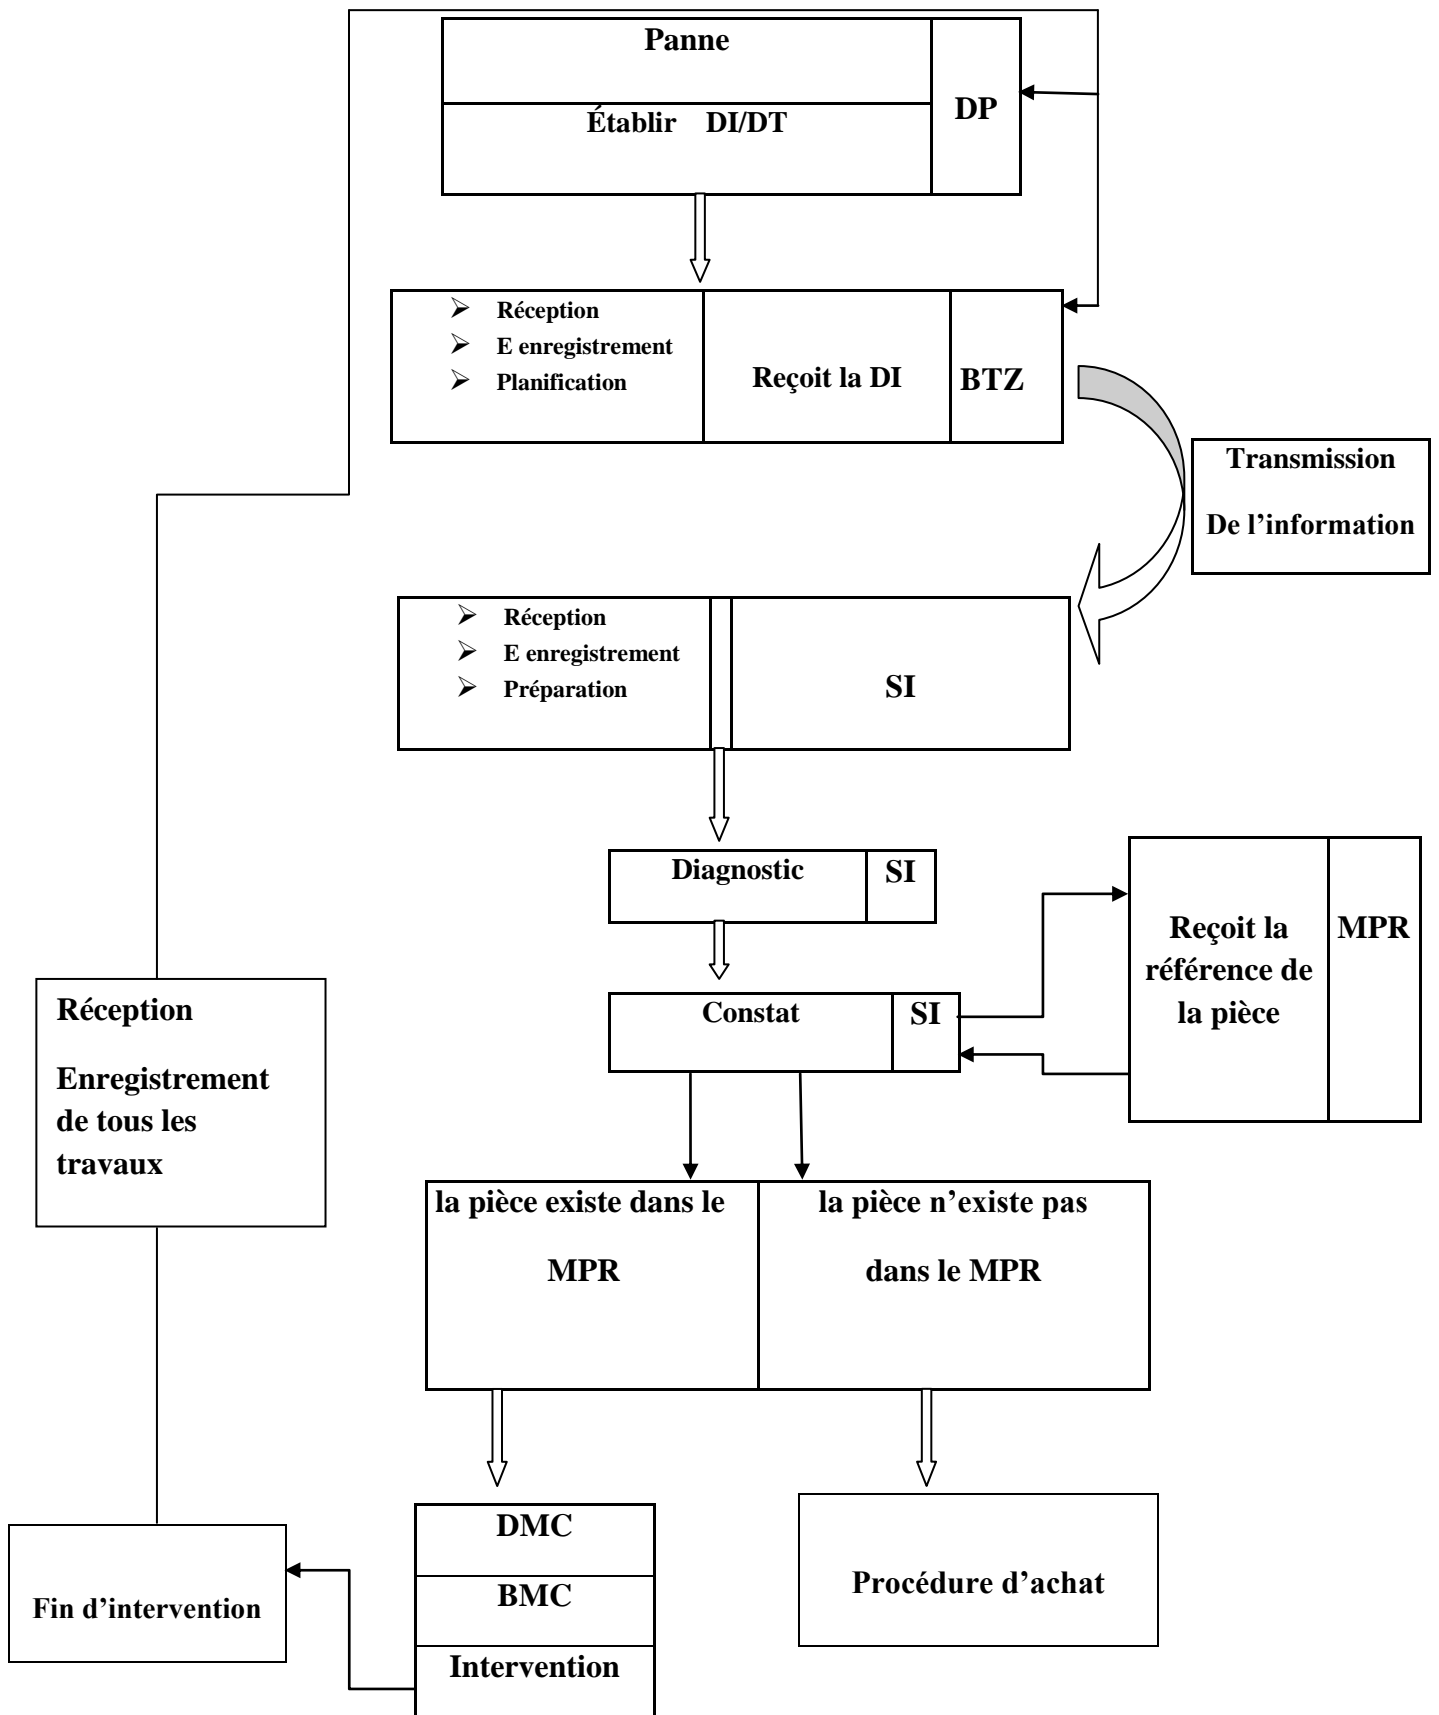 Panne
Établir DI/DT
DP
Réception
E enregistrement
Planification
Reçoit la DI
BTZ
Transmission
De l’information
Réception
E enregistrement
Préparation
SI
Diagnostic
SI
Constat
SI
Reçoit la
référence de
la pièce
MPR
Réception
Enregistrement
de tous les
travaux
la pièce existe dans le
MPR
la pièce n’existe pas
dans le MPR
DMC
BMC
Intervention
Procédure d’achat
Fin d’intervention